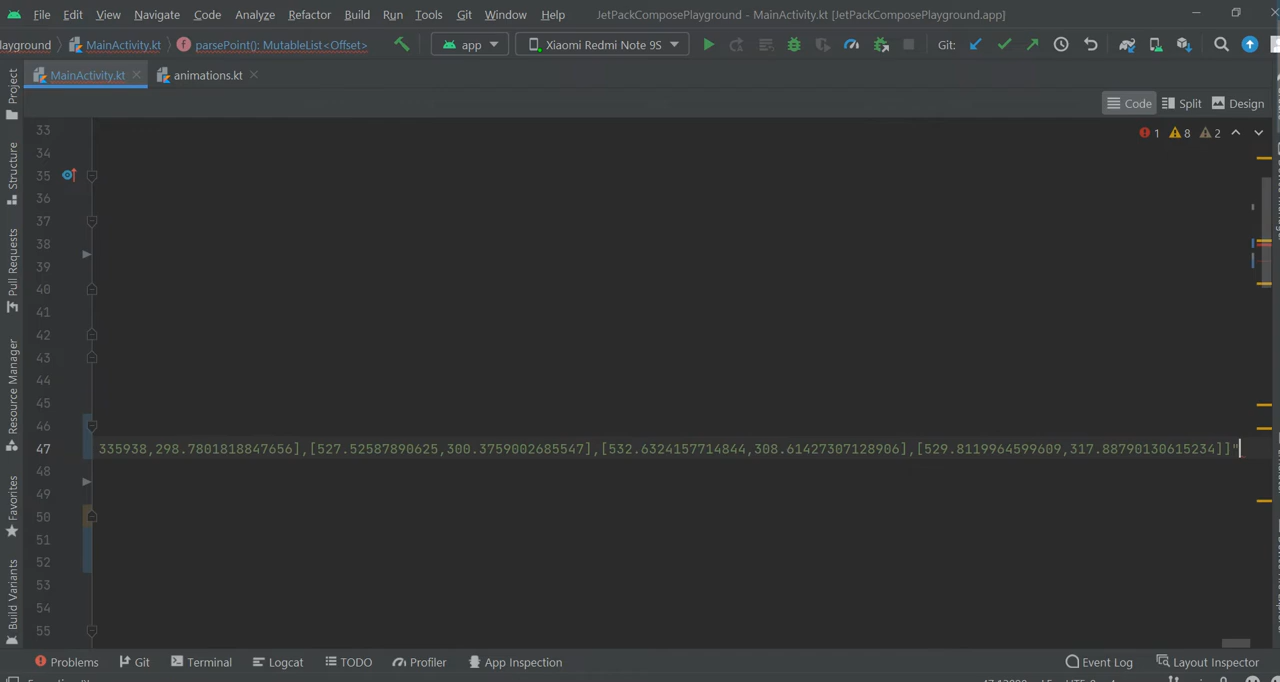 File Edit View Navigate Code Analyze Refactor Build Run Tools Git Window Help JetPackComposePlayground - MainActivity.kt [JetPackComposePlayground.app]
layground MainActivity.kt parsePoint(): MutableList<Offset> app Xiaomi Redmi Note 9S Git:
MainActivity.kt animations.kt
Code Split Design
1 8 2
Project
Structure
Pull Requests
Resource Manager
Favorites
Build Variants
33
34
35
36
37
38
39
40
41
42
43
44
45
46
47 335938,298.7801818847656],[527.52587890625,300.3759002685547],[532.6324157714844,308.61427307128906],[529.8119964599609,317.88790130615234]]"
48
49
50
51
52
53
54
55
Problems Git Terminal Logcat TODO Profiler App Inspection Event Log Layout Inspector